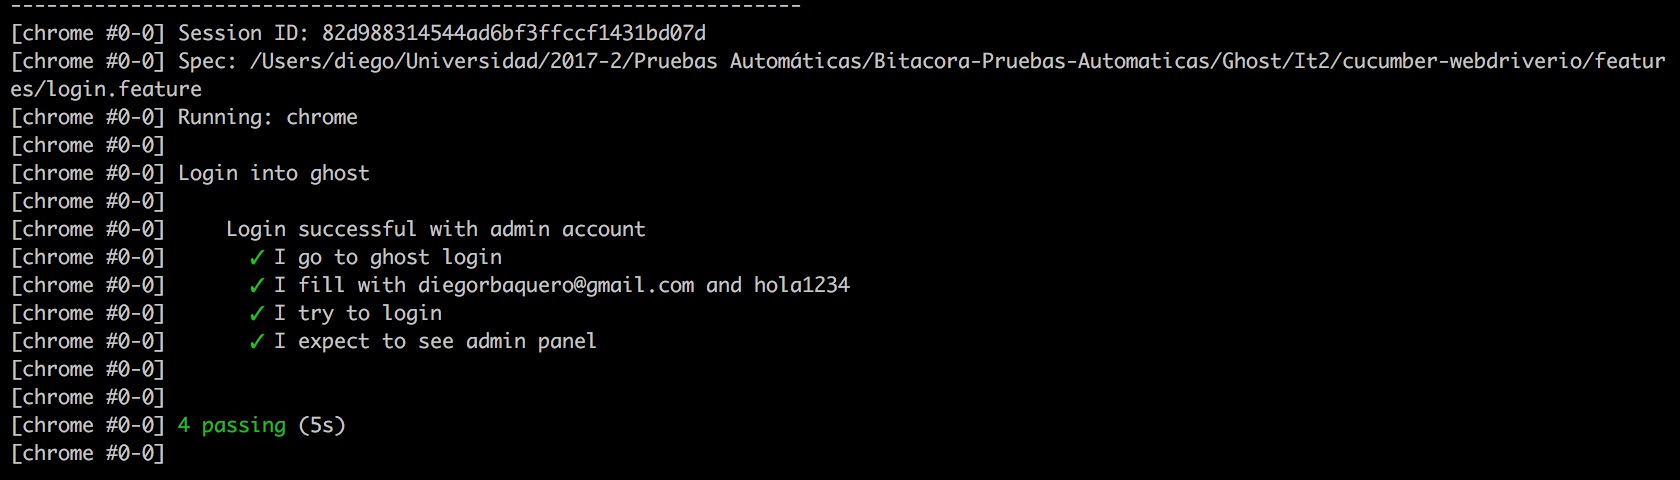 -------------------------------------------------------------------
[chrome #0-0] Session ID: 82d988314544ad6bf3ffccf1431bd07d
[chrome #0-0] Spec: /Users/diego/Universidad/2017-2/Pruebas Automáticas/Bitacora-Pruebas-Automaticas/Ghost/It2/cucumber-webdriverio/featur
es/login.feature
[chrome #0-0] Running: chrome
[chrome #0-0]
[chrome #0-0] Login into ghost
[chrome #0-0]
[chrome #0-0]     Login successful with admin account
[chrome #0-0]       ✓ I go to ghost login
[chrome #0-0]       ✓ I fill with diegorbaquero@gmail.com and hola1234
[chrome #0-0]       ✓ I try to login
[chrome #0-0]       ✓ I expect to see admin panel
[chrome #0-0]
[chrome #0-0]
[chrome #0-0] 4 passing (5s)
[chrome #0-0]